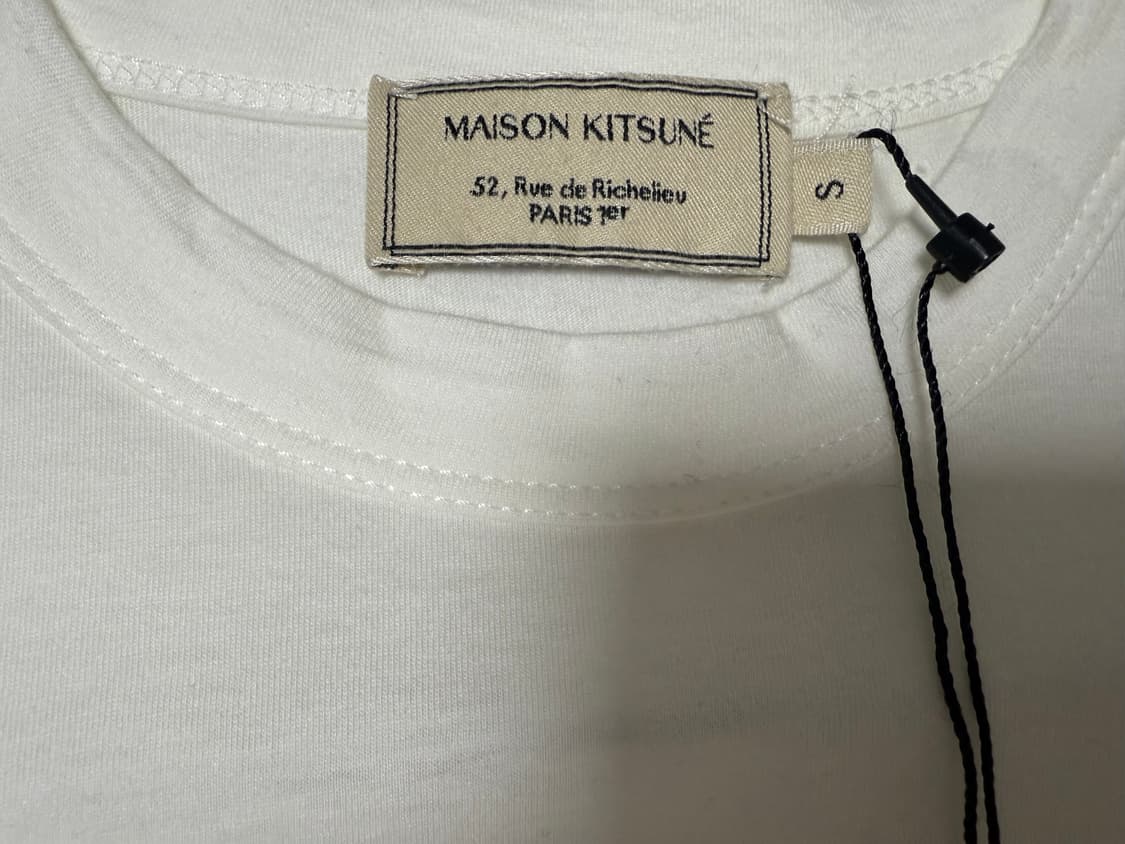 MAISON KITSUNÉ
52, Rue de Richelieu
PARIS 1er
S